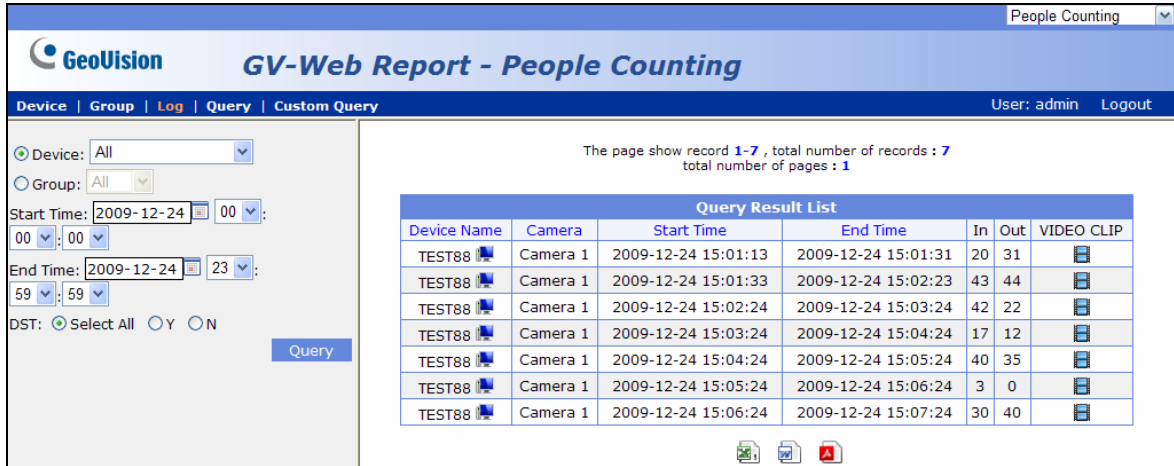 People Counting
GeoVision
GV-Web Report - People Counting
Device | Group | Log | Query | Custom Query
User: admin Logout
Device: All
Group: All
Start Time: 2009-12-24 00 :
00 : 00
End Time: 2009-12-24 23 :
59 : 59
DST: Select All Y N
Query
The page show record 1-7 , total number of records : 7
total number of pages : 1
Query Result List
Device Name Camera Start Time End Time In Out VIDEO CLIP
TEST88 Camera 1 2009-12-24 15:01:13 2009-12-24 15:01:31 20 31
TEST88 Camera 1 2009-12-24 15:01:33 2009-12-24 15:02:23 43 44
TEST88 Camera 1 2009-12-24 15:02:24 2009-12-24 15:03:24 42 22
TEST88 Camera 1 2009-12-24 15:03:24 2009-12-24 15:04:24 17 12
TEST88 Camera 1 2009-12-24 15:04:24 2009-12-24 15:05:24 40 35
TEST88 Camera 1 2009-12-24 15:05:24 2009-12-24 15:06:24 3 0
TEST88 Camera 1 2009-12-24 15:06:24 2009-12-24 15:07:24 30 40